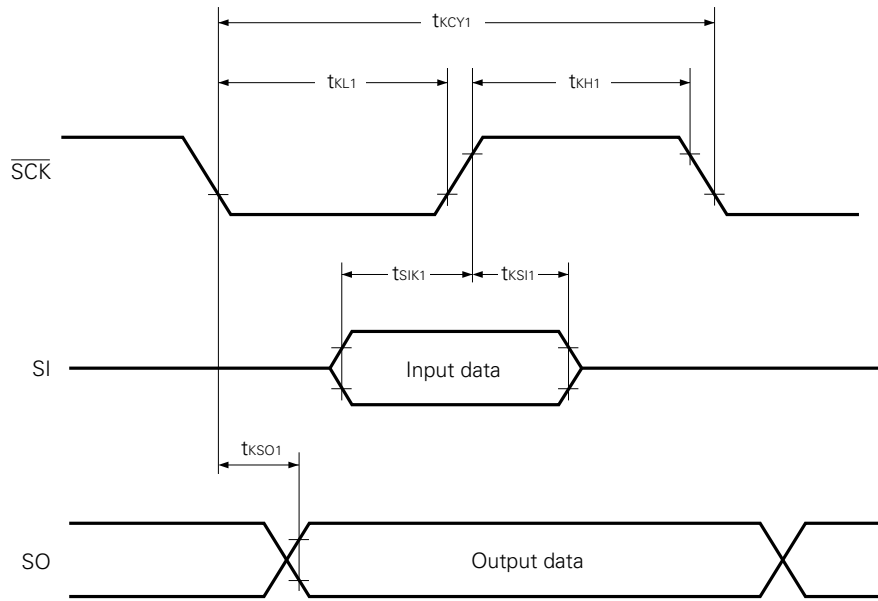 tKCY1
tKL1 tKH1
SCK
tSIK1 tKSI1
SI Input data
tKSO1
SO Output data